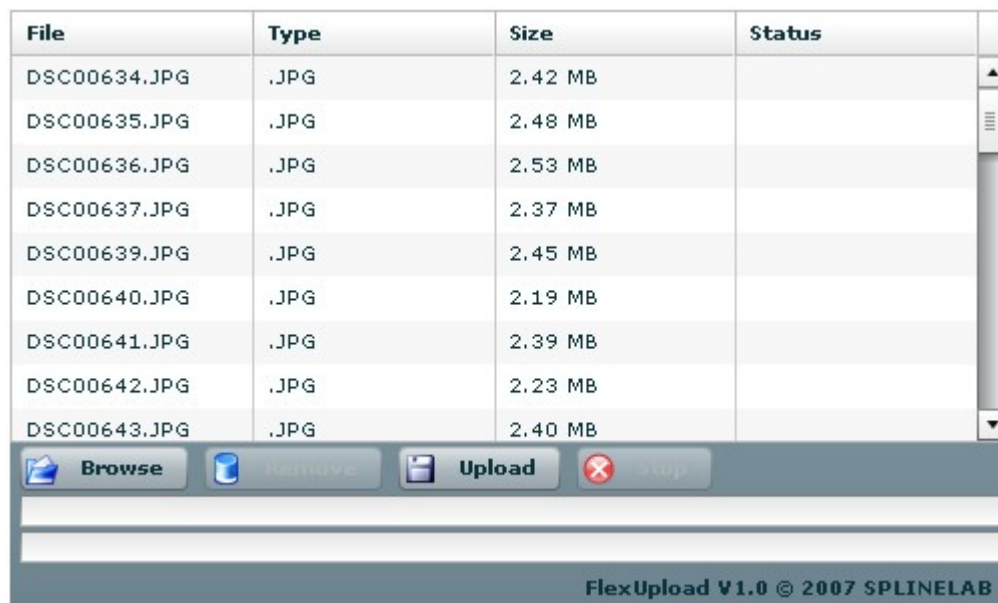 File Type Size Status
DSC00634.JPG .JPG 2.42 MB
DSC00635.JPG .JPG 2.48 MB
DSC00636.JPG .JPG 2.53 MB
DSC00637.JPG .JPG 2.37 MB
DSC00639.JPG .JPG 2.45 MB
DSC00640.JPG .JPG 2.19 MB
DSC00641.JPG .JPG 2.39 MB
DSC00642.JPG .JPG 2.23 MB
DSC00643.JPG .JPG 2.40 MB
Browse Remove Upload Stop
FlexUpload V1.0 © 2007 SPLINELAB